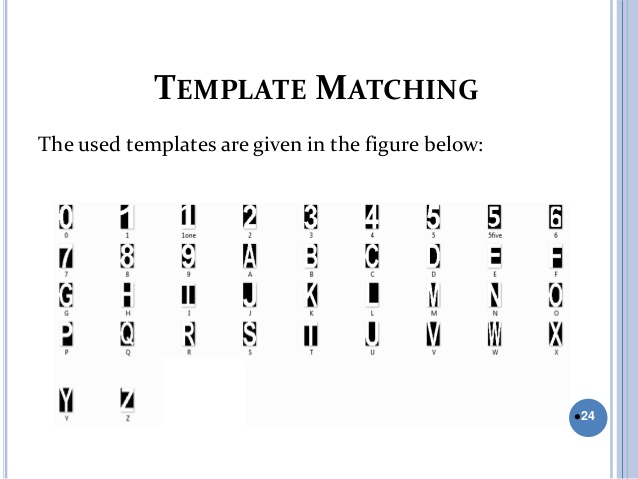 TEMPLATE MATCHING
The used templates are given in the figure below:
0 1 1 2 3 4 5 5 6
0 1 1one 2 3 4 5 5five 6
7 8 9 A B C D E F
7 8 9 A B C D E F
G H I J K L M N O
G H I J K L M N O
P Q R S T U V W X
P Q R S T U V W X
Y Z
Y Z
•24